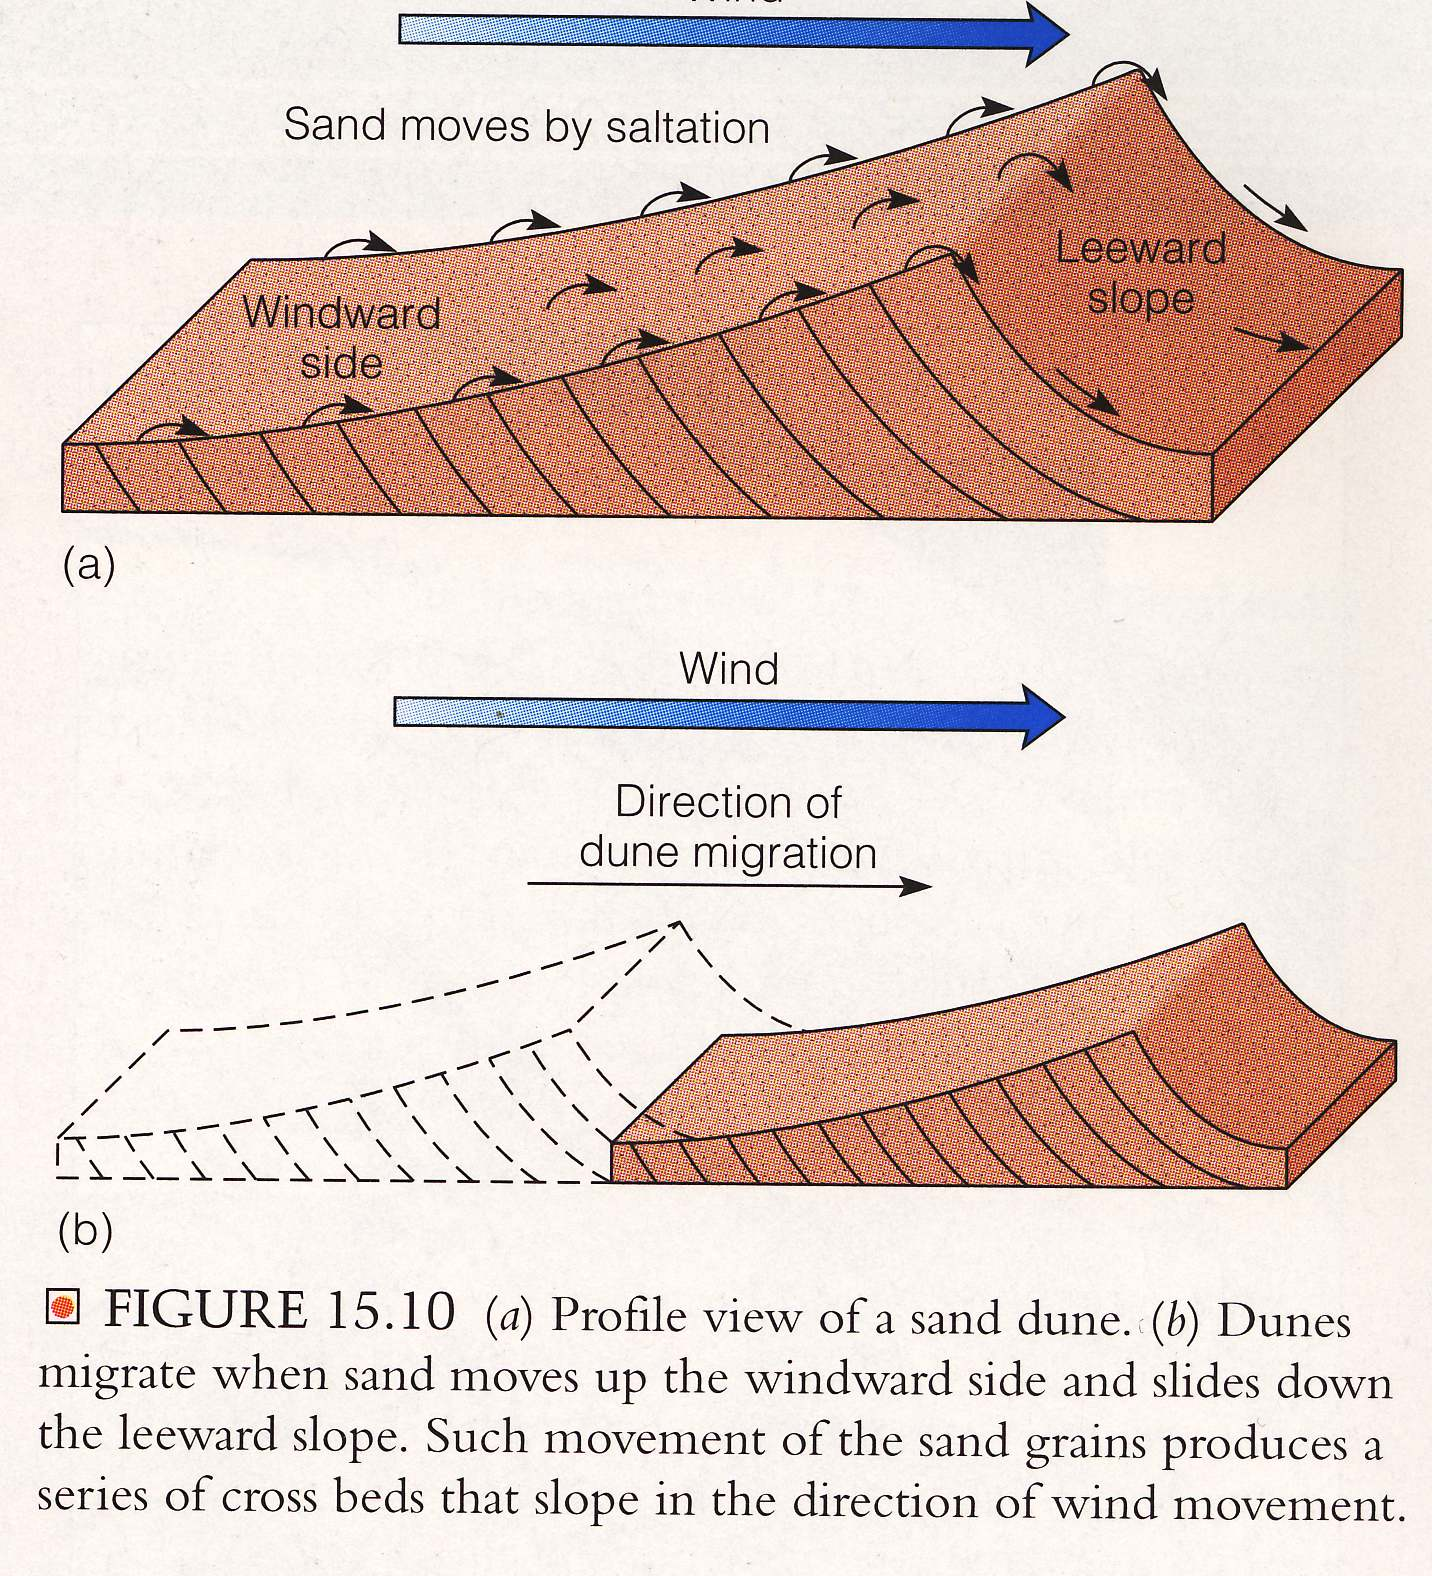 Wind
Sand moves by saltation
Windward
side
Leeward
slope
(a)
Wind
Direction of
dune migration
(b)
FIGURE 15.10 (a) Profile view of a sand dune. (b) Dunes
migrate when sand moves up the windward side and slides down
the leeward slope. Such movement of the sand grains produces a
series of cross beds that slope in the direction of wind movement.